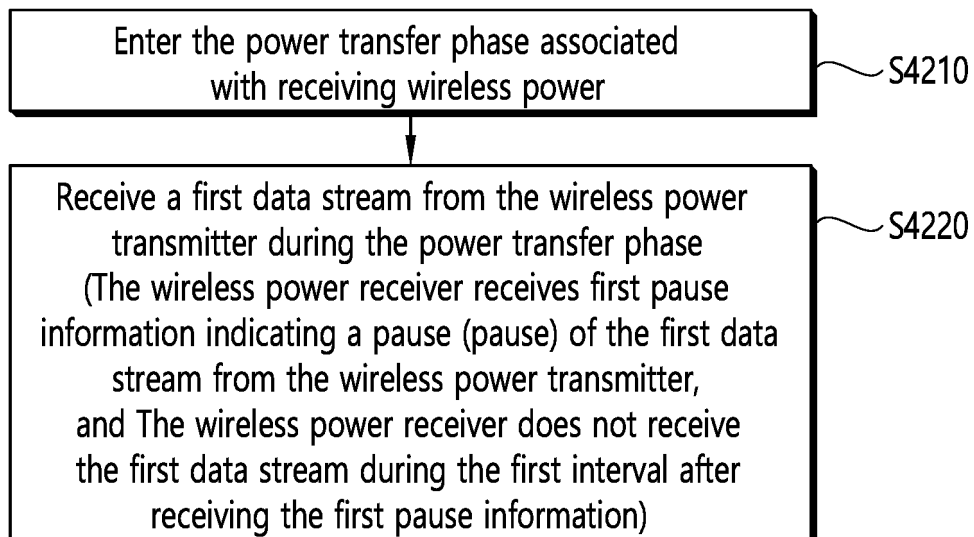 Enter the power transfer phase associated
with receiving wireless power
S4210
Receive a first data stream from the wireless power
transmitter during the power transfer phase
(The wireless power receiver receives first pause
information indicating a pause (pause) of the first data
stream from the wireless power transmitter,
and The wireless power receiver does not receive
the first data stream during the first interval after
receiving the first pause information)
S4220